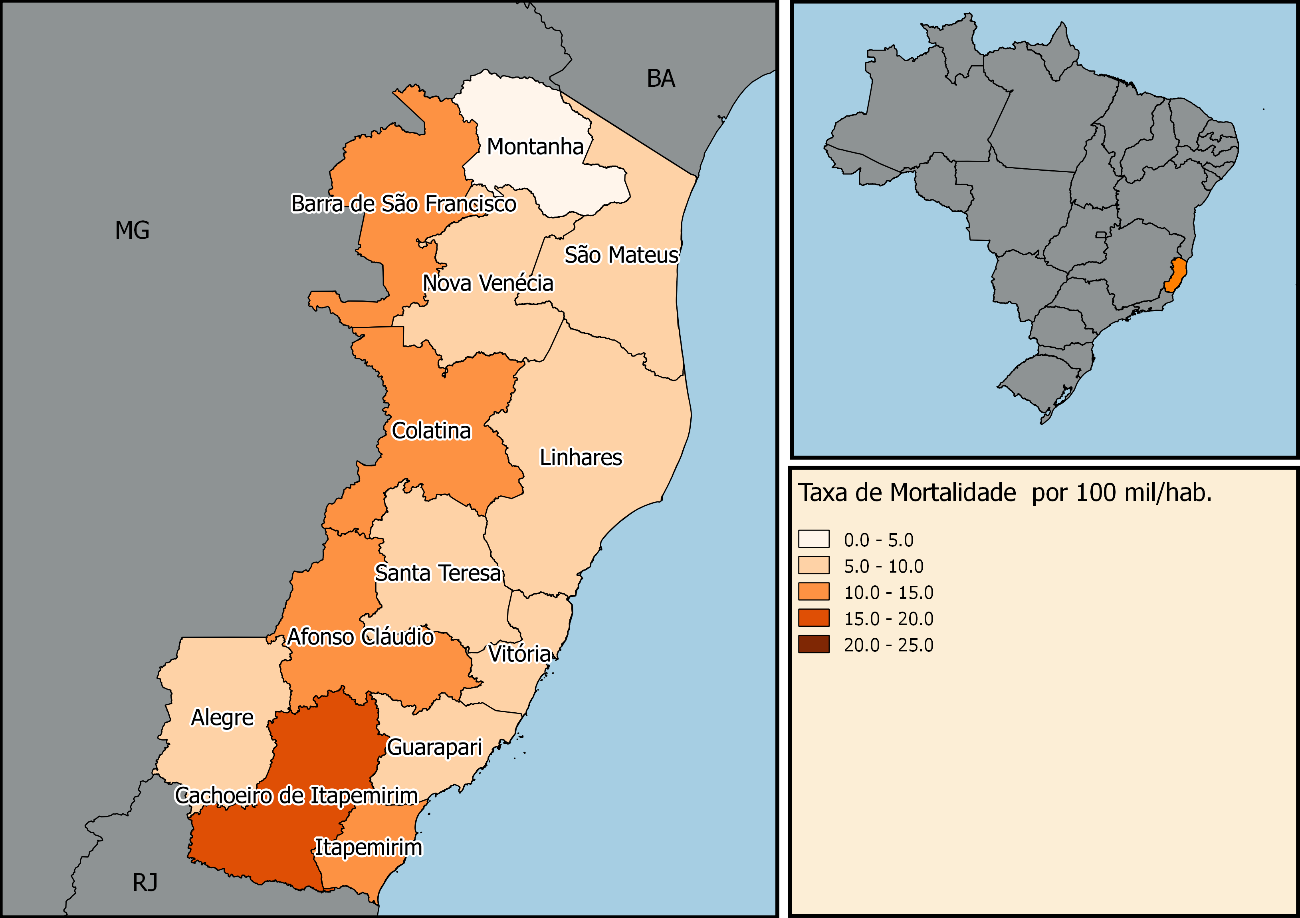 BA
Montanha
Barra de São Francisco
MG
São Mateus
Nova Venécia
Colatina
Linhares
Santa Teresa
Afonso Cláudio
Vitória
Alegre
Guarapari
Cachoeiro de Itapemirim
Itapemirim
RJ
Taxa de Mortalidade por 100 mil/hab.
0.0 - 5.0
5.0 - 10.0
10.0 - 15.0
15.0 - 20.0
20.0 - 25.0